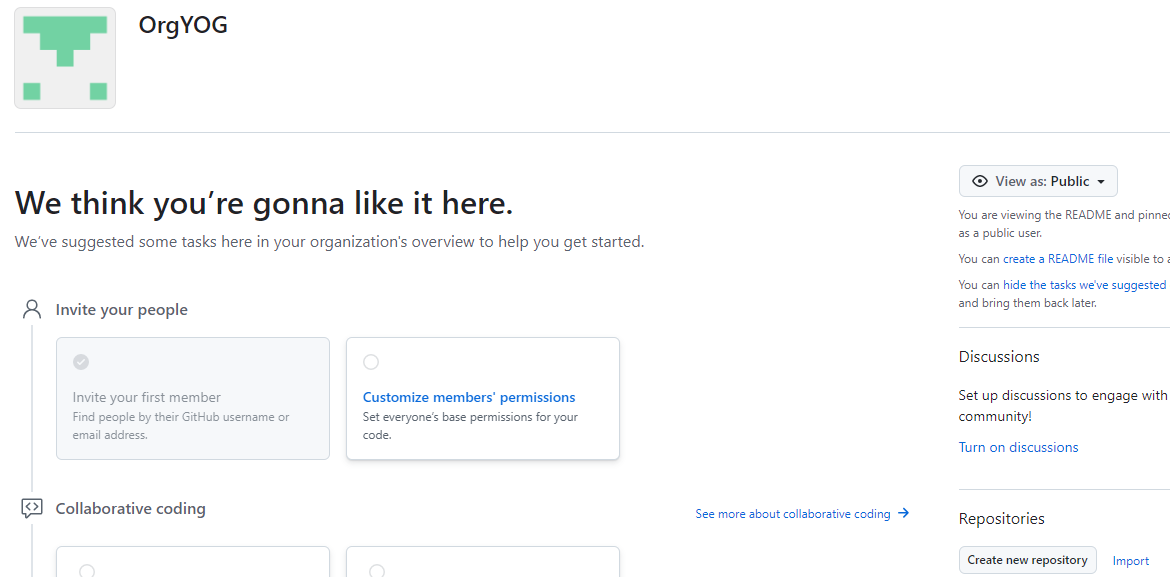 OrgYOG
We think you’re gonna like it here.
We’ve suggested some tasks here in your organization's overview to help you get started.
Invite your people
Invite your first member
Find people by their GitHub username or
email address.
Customize members' permissions
Set everyone's base permissions for your
code.
Collaborative coding
See more about collaborative coding
View as: Public
You are viewing the README and pinned
as a public user.
You can create a README file visible to a
You can hide the tasks we've suggested
and bring them back later.
Discussions
Set up discussions to engage with
community!
Turn on discussions
Repositories
Create new repository
Import